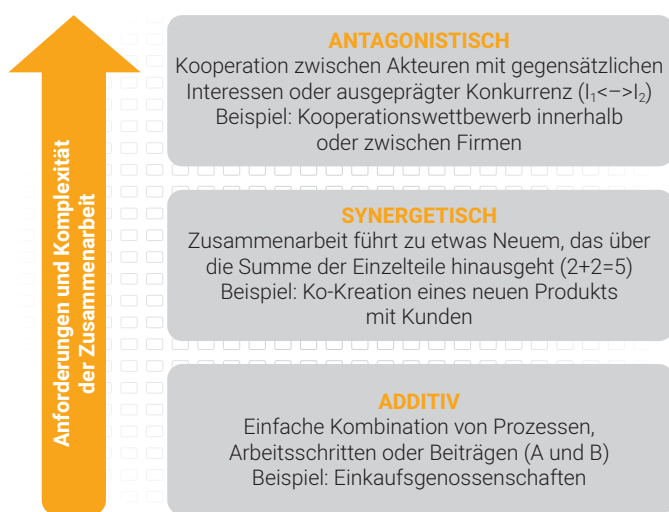 ANTAGONISTISCH
Kooperation zwischen Akteuren mit gegensätzlichen
Interessen oder ausgeprägter Konkurrenz (I₁<–>I₂)
Beispiel: Kooperationswettbewerb innerhalb
oder zwischen Firmen
SYNERGETISCH
Zusammenarbeit führt zu etwas Neuem, das über
die Summe der Einzelteile hinausgeht (2+2=5)
Beispiel: Ko-Kreation eines neuen Produkts
mit Kunden
ADDITIV
Einfache Kombination von Prozessen,
Arbeitsschritten oder Beiträgen (A und B)
Beispiel: Einkaufsgenossenschaften
Anforderungen und Komplexität
der Zusammenarbeit